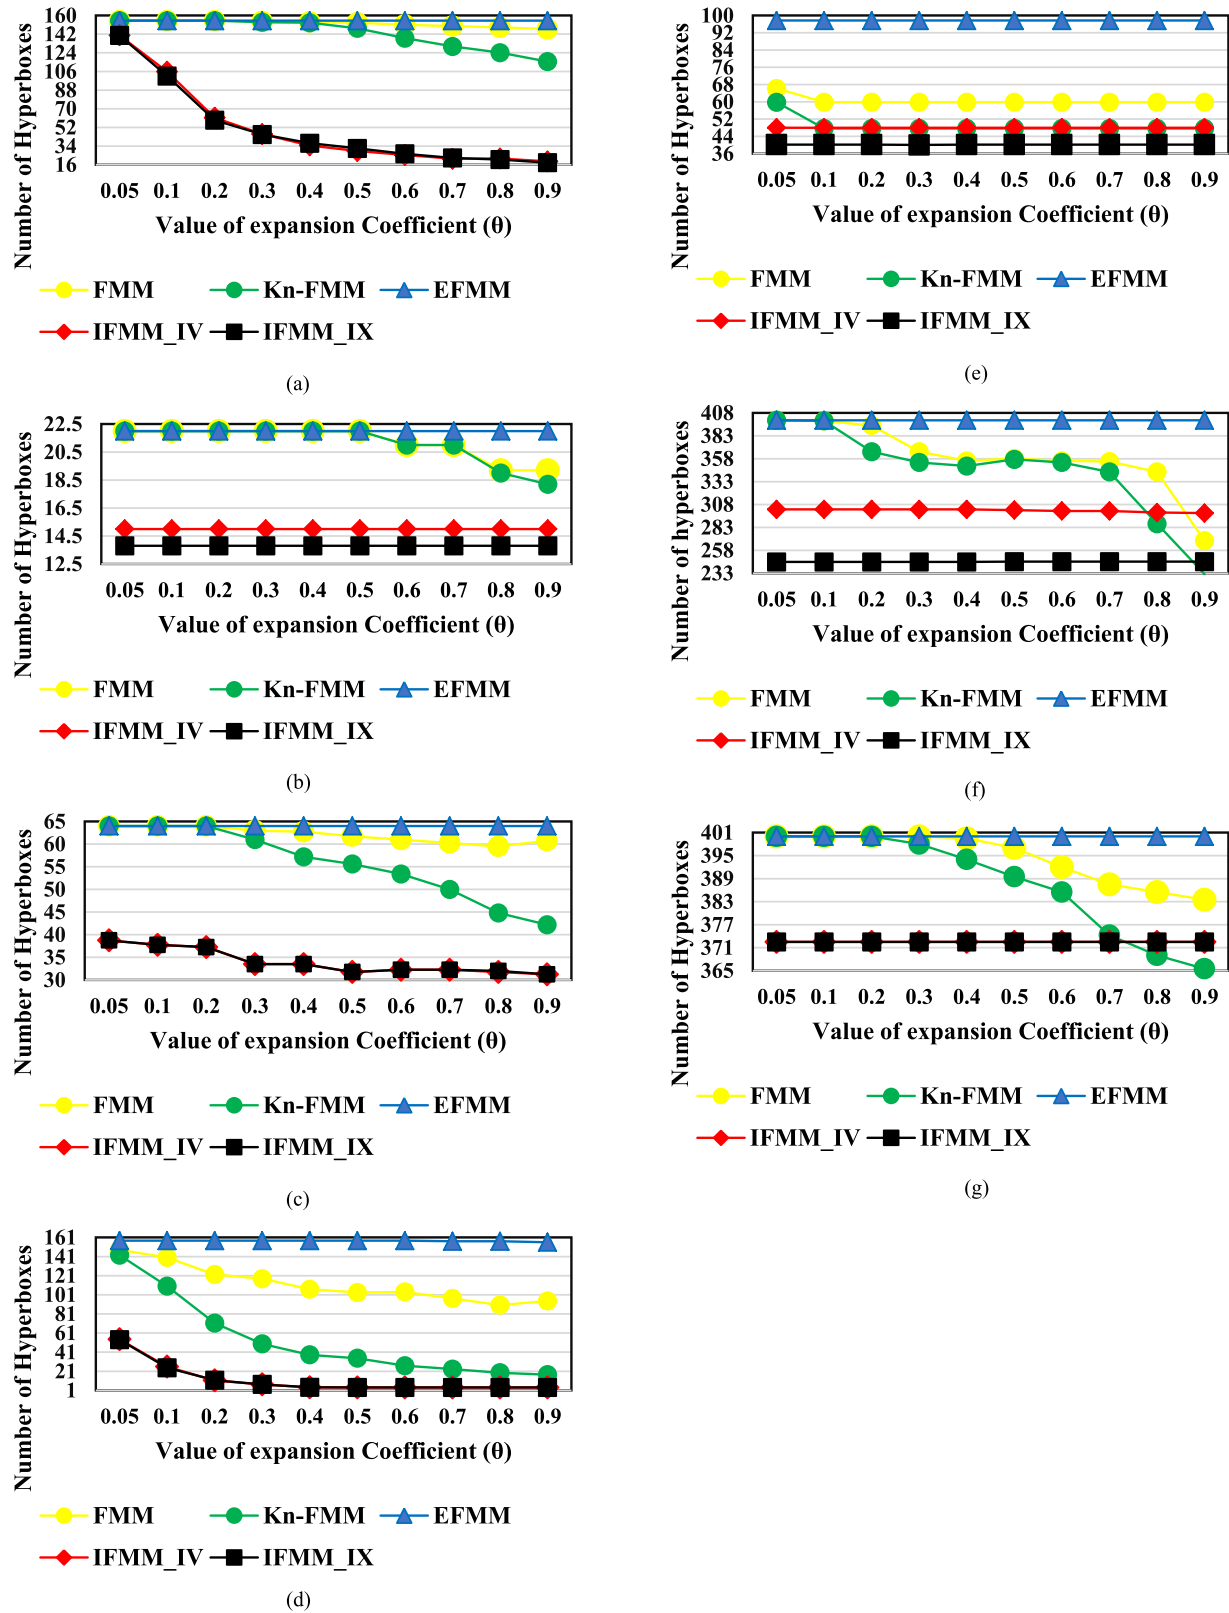 Number of Hyperboxes
160
142
124
106
88
70
52
34
16
0.05 0.1 0.2 0.3 0.4 0.5 0.6 0.7 0.8 0.9
Value of expansion Coefficient (θ)
FMM Kn-FMM EFMM
IFMM_IV IFMM_IX
(a)
Number of Hyperboxes
22.5
20.5
18.5
16.5
14.5
12.5
0.05 0.1 0.2 0.3 0.4 0.5 0.6 0.7 0.8 0.9
Value of expansion Coefficient (θ)
FMM Kn-FMM EFMM
IFMM_IV IFMM_IX
(b)
Number of Hyperboxes
65
60
55
50
45
40
35
30
0.05 0.1 0.2 0.3 0.4 0.5 0.6 0.7 0.8 0.9
Value of expansion Coefficient (θ)
FMM Kn-FMM EFMM
IFMM_IV IFMM_IX
(c)
Number of Hyperboxes
161
141
121
101
81
61
41
21
1
0.05 0.1 0.2 0.3 0.4 0.5 0.6 0.7 0.8 0.9
Value of expansion Coefficient (θ)
FMM Kn-FMM EFMM
IFMM_IV IFMM_IX
(d)
Number of Hyperboxes
100
92
84
76
68
60
52
44
36
0.05 0.1 0.2 0.3 0.4 0.5 0.6 0.7 0.8 0.9
Value of expansion Coefficient (θ)
FMM Kn-FMM EFMM
IFMM_IV IFMM_IX
(e)
Number of hyperboxes
408
383
358
333
308
283
258
233
0.05 0.1 0.2 0.3 0.4 0.5 0.6 0.7 0.8 0.9
Value of expansion Coefficient (θ)
FMM Kn-FMM EFMM
IFMM_IV IFMM_IX
(f)
Number of Hyperboxes
401
395
389
383
377
371
365
0.05 0.1 0.2 0.3 0.4 0.5 0.6 0.7 0.8 0.9
Value of expansion Coefficient (θ)
FMM Kn-FMM EFMM
IFMM_IV IFMM_IX
(g)